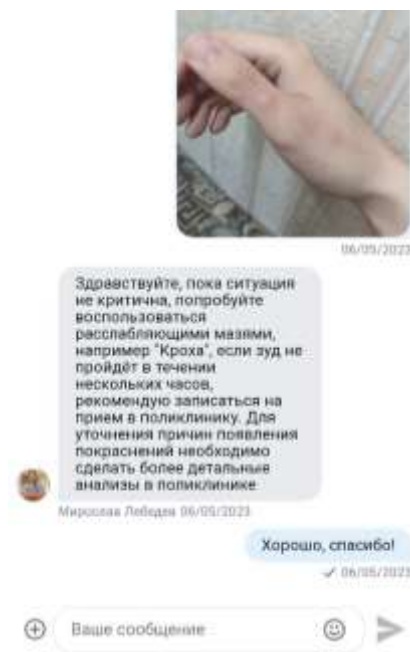 06/05/2023
Здравствуйте, пока ситуация
не критична, попробуйте
воспользоваться
расслабляющими мазями,
например "Кроха", если зуд не
пройдёт в течении
нескольких часов,
рекомендую записаться на
прием в поликлинику. Для
уточнения причин появления
покраснений необходимо
сделать более детальные
анализы в поликлинике
Мирослав Лебедев 06/05/2023
Хорошо, спасибо!
06/05/2023
Ваше сообщение